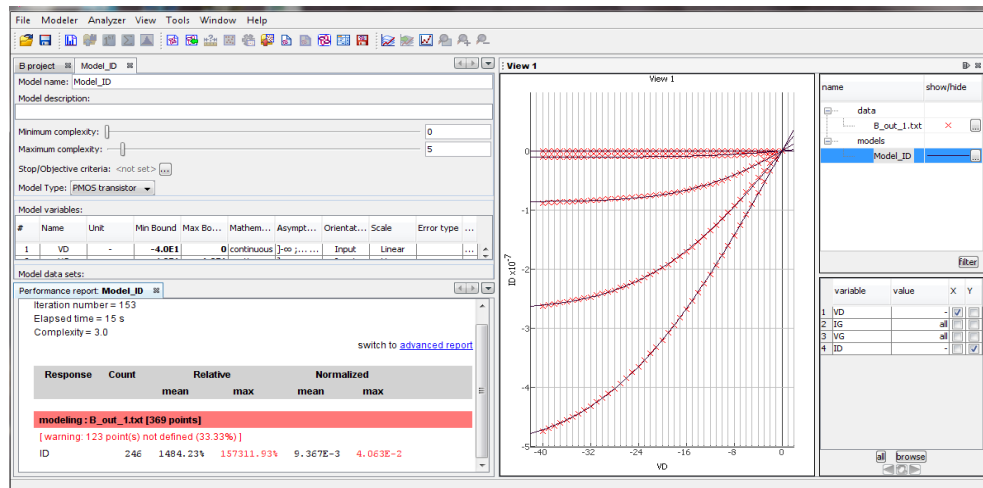 File Modeler Analyzer View Tools Window Help
B project Model_ID
Model name: Model_ID
Model description:
Minimum complexity: 0
Maximum complexity: 5
Stop/Objective criteria: <not set> ...
Model Type: PMOS transistor
Model variables:
# Name Unit Min Bound Max Bo... Mathem... Asympt... Orientat... Scale Error type ...
1 VD - -4.0E1 0 continuous ]-∞ ;... ... Input Linear ...
Model data sets:
Performance report: Model_ID
Iteration number = 153
Elapsed time = 15 s
Complexity = 3.0
switch to advanced report
Response Count Relative Normalized
mean max mean max
modeling : B_out_1.txt [369 points]
[ warning: 123 point(s) not defined (33.33%) ]
ID 246 1484.23% 157311.93% 9.367E-3 4.063E-2
View 1
View 1
ID x10^-7
0
-1
-2
-3
-4
-5
-40 -32 -24 -16 -8 0
VD
name show/hide
data
B_out_1.txt ...
models
Model_ID ...
filter
variable value X Y
1 VD -
2 IG all
3 VG all
4 ID -
all browse